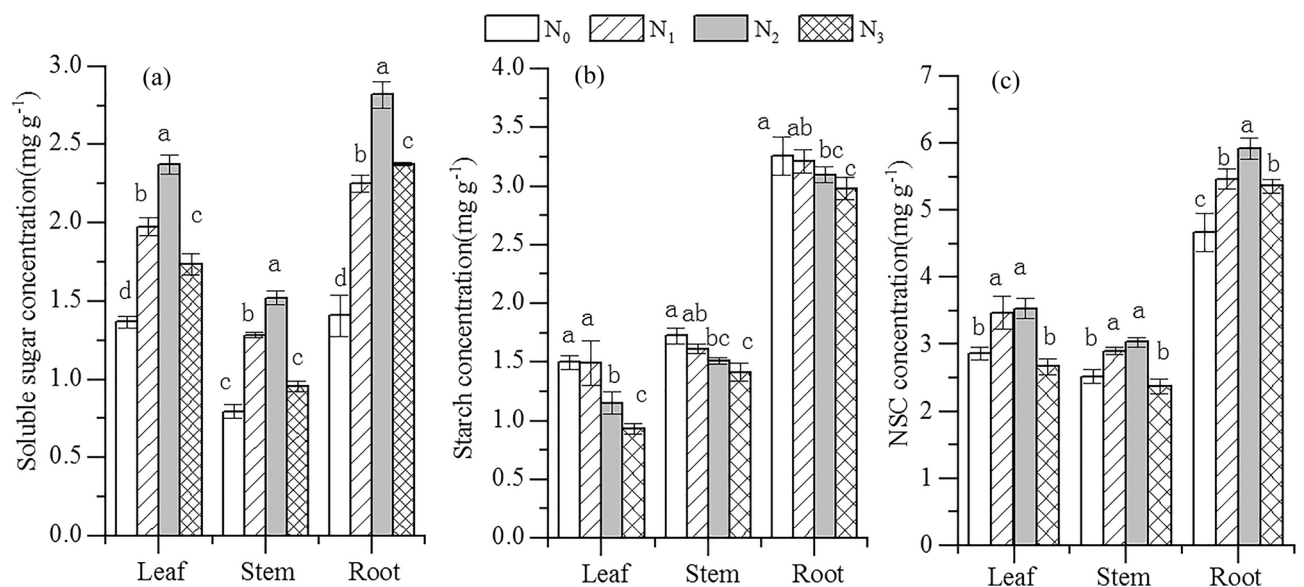 N0 N1 N2 N3
(a)
Soluble sugar concentration(mg g-1)
3.0
2.5
2.0
1.5
1.0
0.5
0.0
d b a c
c b a c
d b a c
Leaf Stem Root
(b)
Starch concentration(mg g-1)
4.0
3.5
3.0
2.5
2.0
1.5
1.0
0.5
0.0
a a b c
a ab bc c
a ab bc c
Leaf Stem Root
(c)
NSC concentration(mg g-1)
7
6
5
4
3
2
1
0
b a a b
b a a b
c b a b
Leaf Stem Root